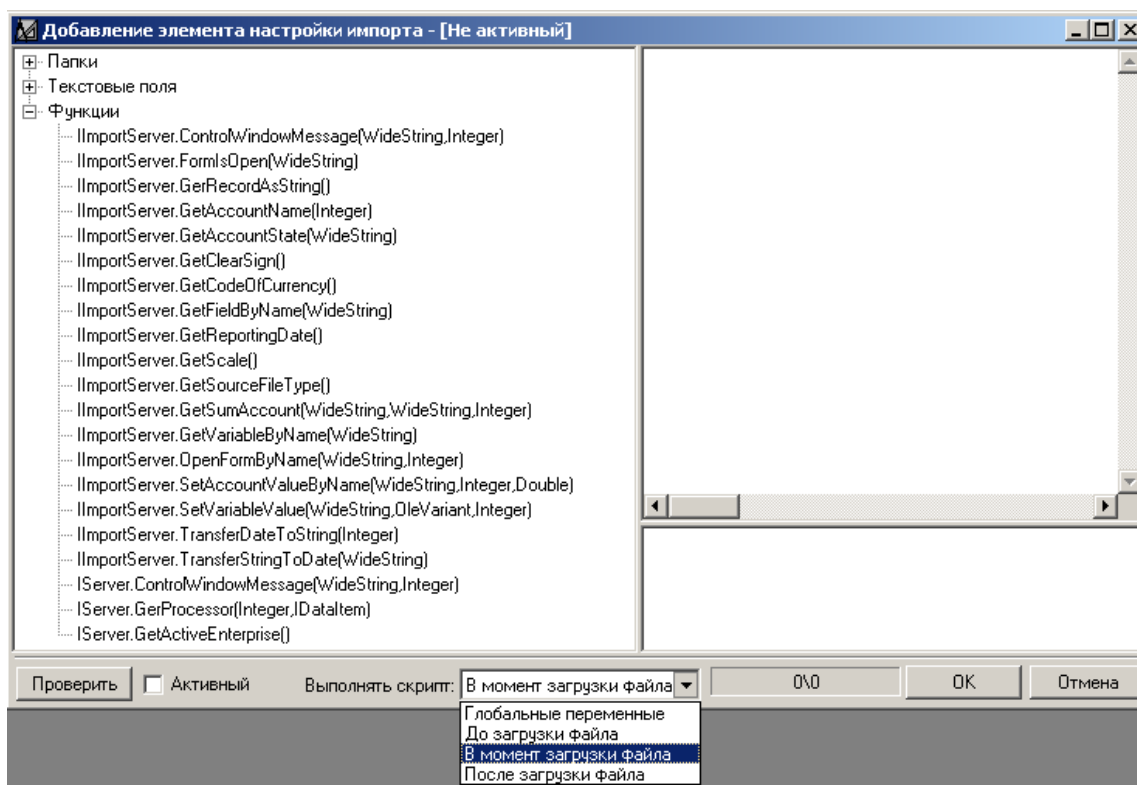 Добавление элемента настройки импорта - [Не активный]
Папки
Текстовые поля
Функции
IImportServer.ControlWindowMessage(WideString,Integer)
IImportServer.FormIsOpen(WideString)
IImportServer.GerRecordAsString()
IImportServer.GetAccountName(Integer)
IImportServer.GetAccountState(WideString)
IImportServer.GetClearSign()
IImportServer.GetCodeOfCurrency()
IImportServer.GetFieldByName(WideString)
IImportServer.GetReportingDate()
IImportServer.GetScale()
IImportServer.GetSourceFileType()
IImportServer.GetSumAccount(WideString,WideString,Integer)
IImportServer.GetVariableByName(WideString)
IImportServer.OpenFormByName(WideString,Integer)
IImportServer.SetAccountValueByName(WideString,Integer,Double)
IImportServer.SetVariableValue(WideString,OleVariant,Integer)
IImportServer.TransferDateToString(Integer)
IImportServer.TransferStringToDate(WideString)
IServer.ControlWindowMessage(WideString,Integer)
IServer.GerProcessor(Integer,IDataItem)
IServer.GetActiveEnterprise()
Проверить Активный Выполнять скрипт: В момент загрузки файла 0\0 OK Отмена
Глобальные переменные
До загрузки файла
В момент загрузки файла
После загрузки файла